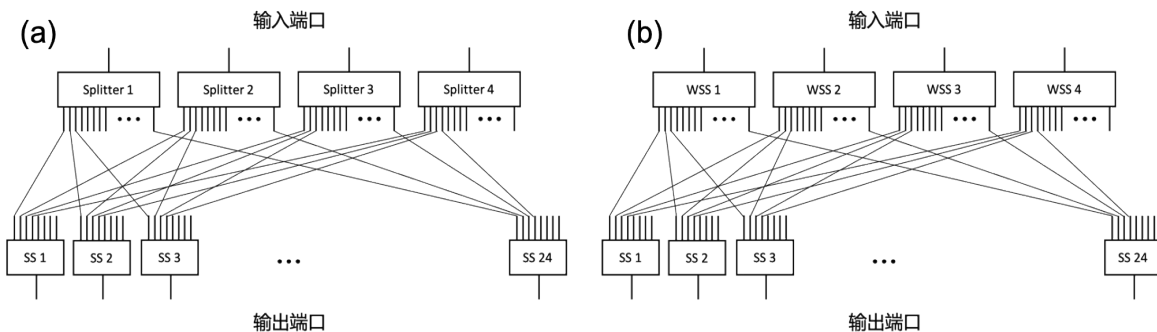 (a)
输入端口
Splitter 1 Splitter 2 Splitter 3 Splitter 4
•••  •••  •••  •••
SS 1 SS 2 SS 3 ••• SS 24
输出端口
(b)
输入端口
WSS 1 WSS 2 WSS 3 WSS 4
•••  •••  •••  •••
SS 1 SS 2 SS 3 ••• SS 24
输出端口